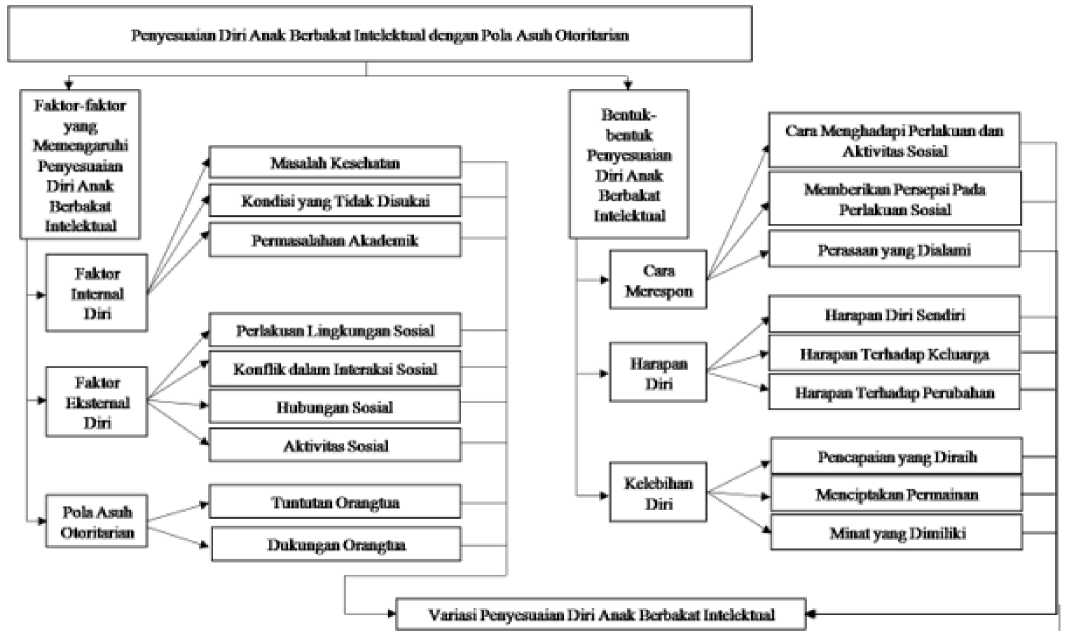 Penyesuaian Diri Anak Berbakat Intelektual dengan Pola Asuh Otoritarian
Faktor-faktor
yang
Memengaruhi
Penyesuaian
Diri Anak
Berbakat
Intelektual
Faktor
Internal
Diri
Masalah Kesehatan
Kondisi yang Tidak Disukai
Permasalahan Akademik
Faktor
Eksternal
Diri
Perlakuan Lingkungan Sosial
Konflik dalam Interaksi Sosial
Hubungan Sosial
Aktivitas Sosial
Pola Asuh
Otoritarian
Tuntutan Orangtua
Dukungan Orangtua
Bentuk-
bentuk
Penyesuaian
Diri Anak
Berbakat
Intelektual
Cara
Merespon
Cara Menghadapi Perlakuan dan
Aktivitas Sosial
Memberikan Persepsi Pada
Perlakuan Sosial
Perasaan yang Dialami
Harapan
Diri
Harapan Diri Sendiri
Harapan Terhadap Keluarga
Harapan Terhadap Perubahan
Kelebihan
Diri
Pencapaian yang Diraih
Menciptakan Permainan
Minat yang Dimiliki
Variasi Penyesuaian Diri Anak Berbakat Intelektual